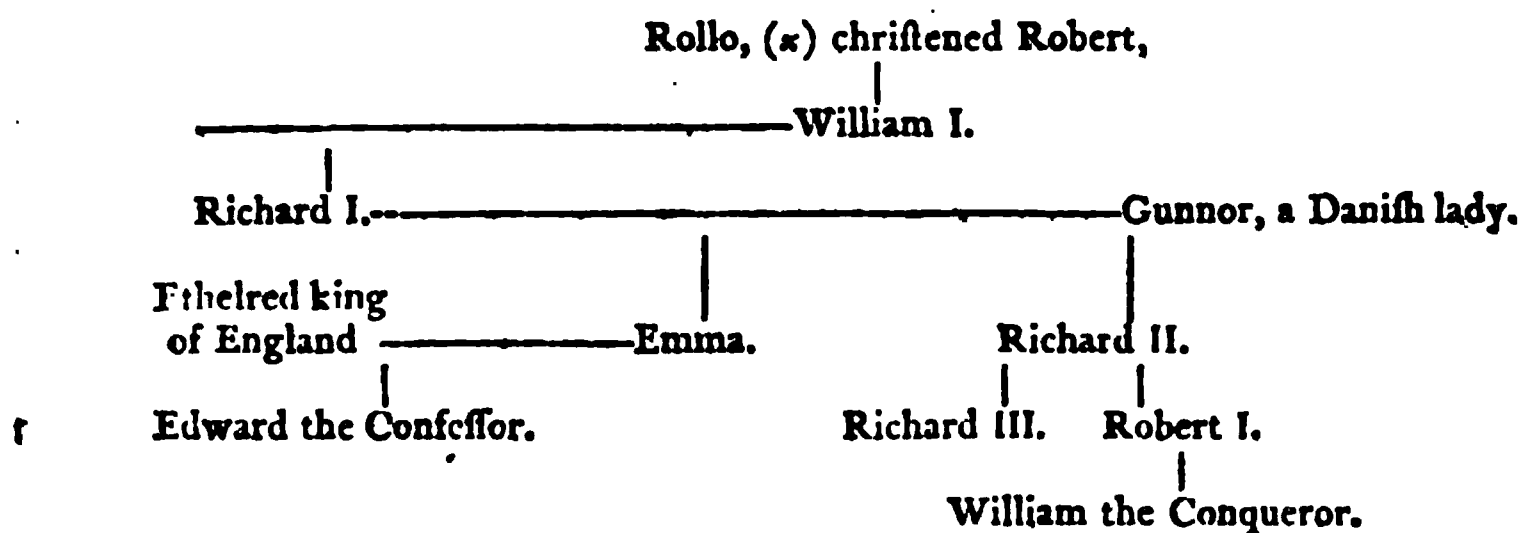 Rollo, (x) chriſtened Robert,
William I.
Richard I. Gunnor, a Daniſh lady.
Ethelred king
of England Emma. Richard II.
Edward the Confeſſor. Richard III. Robert I.
William the Conqueror.